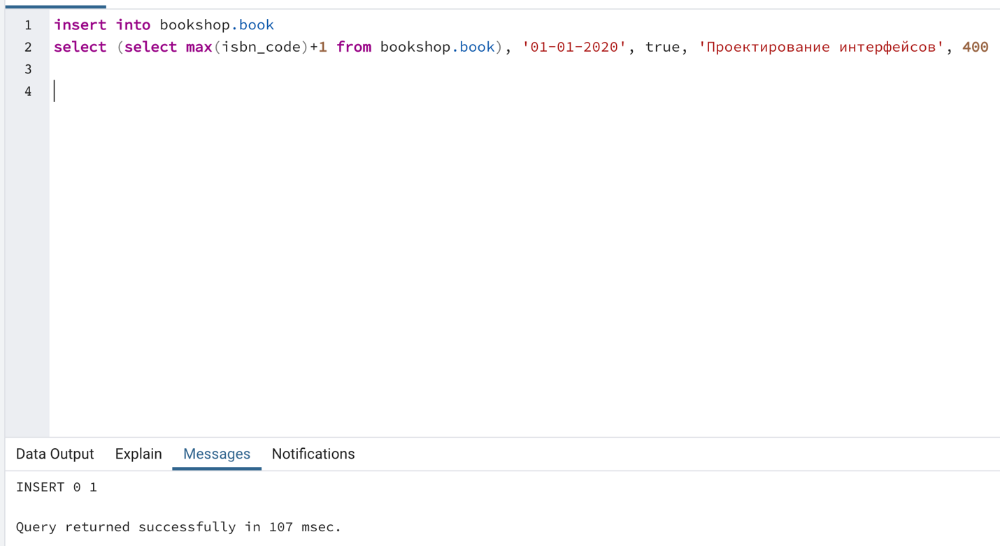 1 insert into bookshop.book
2 select (select max(isbn_code)+1 from bookshop.book), '01-01-2020', true, 'Проектирование интерфейсов', 400
3
4
Data Output Explain Messages Notifications
INSERT 0 1
Query returned successfully in 107 msec.